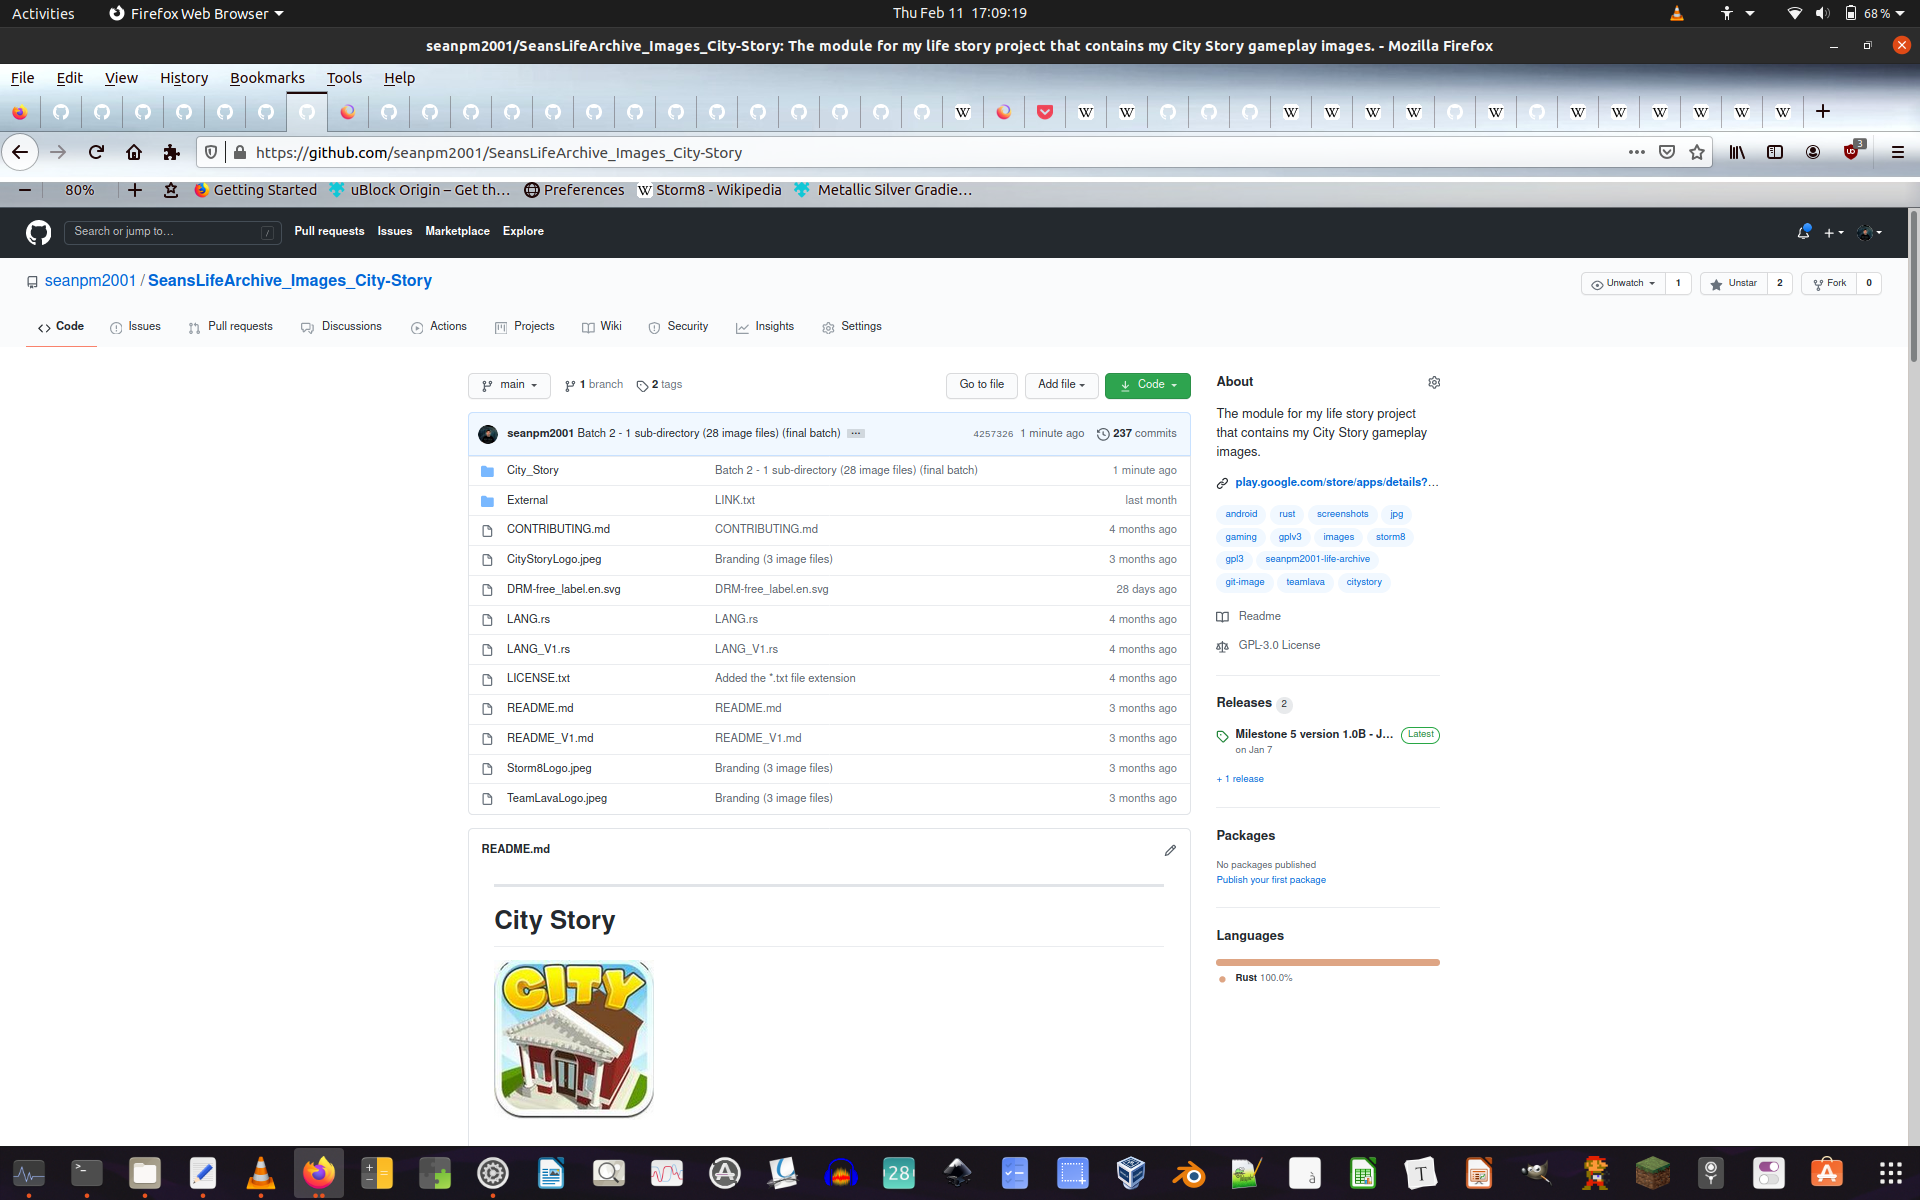 Activities Firefox Web Browser Thu Feb 11 17:09:19 68%
seanpm2001/SeansLifeArchive_Images_City-Story: The module for my life story project that contains my City Story gameplay images. - Mozilla Firefox
File Edit View History Bookmarks Tools Help
https://github.com/seanpm2001/SeansLifeArchive_Images_City-Story 3
80% Getting Started uBlock Origin – Get th… Preferences Storm8 - Wikipedia Metallic Silver Gradie…
Search or jump to… / Pull requests Issues Marketplace Explore
seanpm2001 / SeansLifeArchive_Images_City-Story Unwatch 1 Unstar 2 Fork 0
Code Issues Pull requests Discussions Actions Projects Wiki Security Insights Settings
main 1 branch 2 tags Go to file Add file Code
seanpm2001 Batch 2 - 1 sub-directory (28 image files) (final batch) 4257326 1 minute ago 237 commits
City_Story Batch 2 - 1 sub-directory (28 image files) (final batch) 1 minute ago
External LINK.txt last month
CONTRIBUTING.md CONTRIBUTING.md 4 months ago
CityStoryLogo.jpeg Branding (3 image files) 3 months ago
DRM-free_label.en.svg DRM-free_label.en.svg 28 days ago
LANG.rs LANG.rs 4 months ago
LANG_V1.rs LANG_V1.rs 4 months ago
LICENSE.txt Added the *.txt file extension 4 months ago
README.md README.md 3 months ago
README_V1.md README_V1.md 3 months ago
Storm8Logo.jpeg Branding (3 image files) 3 months ago
TeamLavaLogo.jpeg Branding (3 image files) 3 months ago
README.md
City Story
CITY
About
The module for my life story project
that contains my City Story gameplay
images.
play.google.com/store/apps/details?…
android rust screenshots jpg
gaming gplv3 images storm8
gpl3 seanpm2001-life-archive
git-image teamlava citystory
Readme
GPL-3.0 License
Releases 2
Milestone 5 version 1.0B - J… Latest
on Jan 7
+ 1 release
Packages
No packages published
Publish your first package
Languages
Rust 100.0%
28